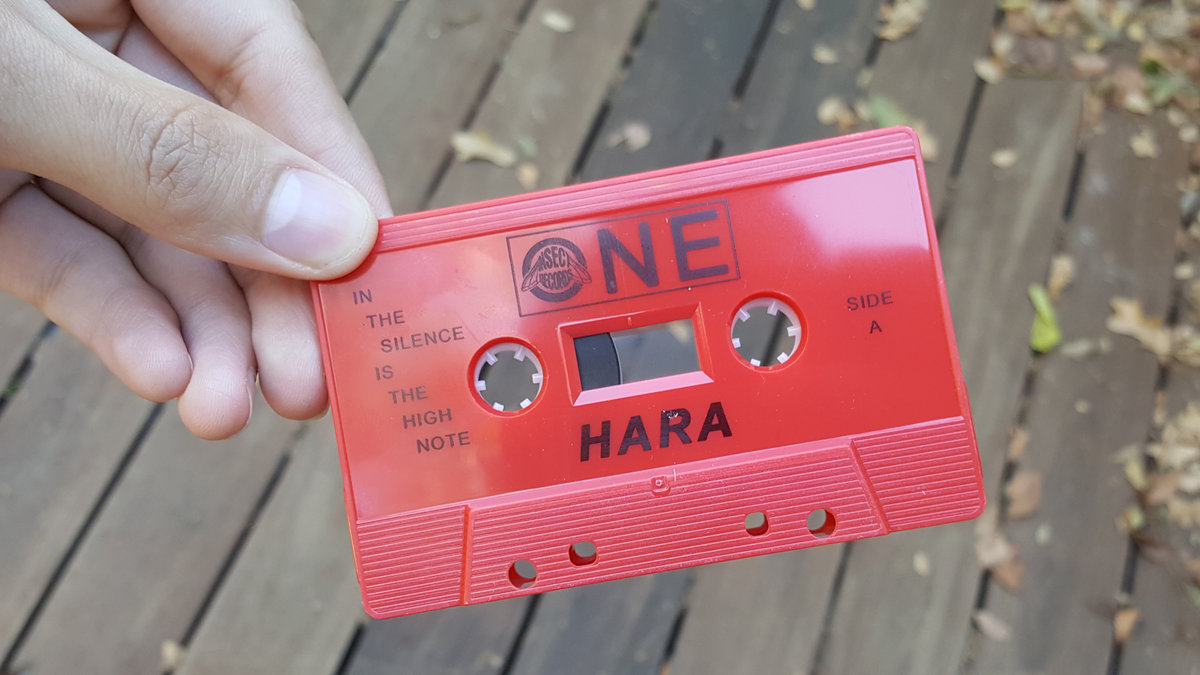 INSECT
RECORDS
ONE
IN
THE
SILENCE
IS
THE
HIGH
NOTE
SIDE
A
HARA